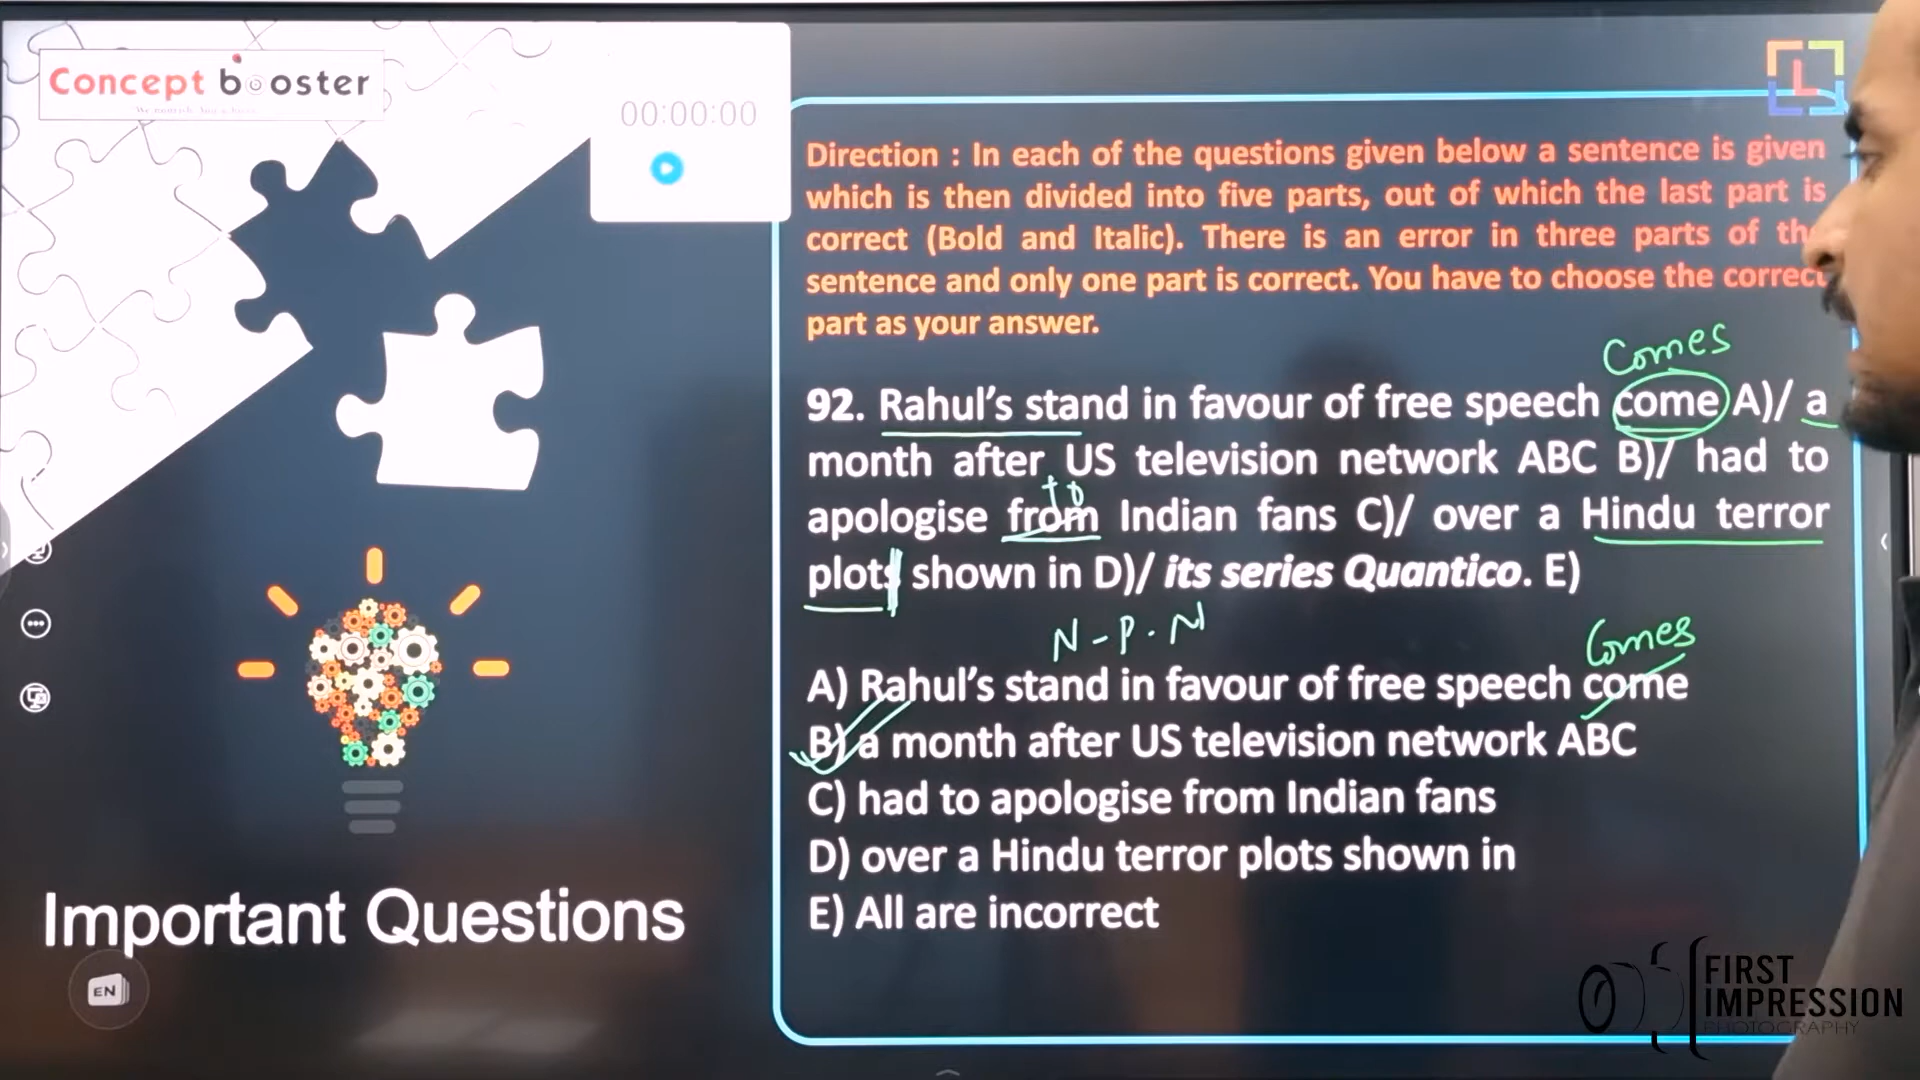 Concept booster
00:00:00
Direction : In each of the questions given below a sentence is given
which is then divided into five parts, out of which the last part is
correct (Bold and Italic). There is an error in three parts of the
sentence and only one part is correct. You have to choose the correct
part as your answer.
Comes
92. Rahul's stand in favour of free speech come A)/ a
month after US television network ABC B)/ had to
to
apologise from Indian fans C)/ over a Hindu terror
plots shown in D)/ its series Quantico. E)
N - P. N
Comes
A) Rahul's stand in favour of free speech come
B) a month after US television network ABC
C) had to apologise from Indian fans
D) over a Hindu terror plots shown in
E) All are incorrect
Important Questions
EN
L
FIRST
IMPRESSION
PHOTOGRAPHY